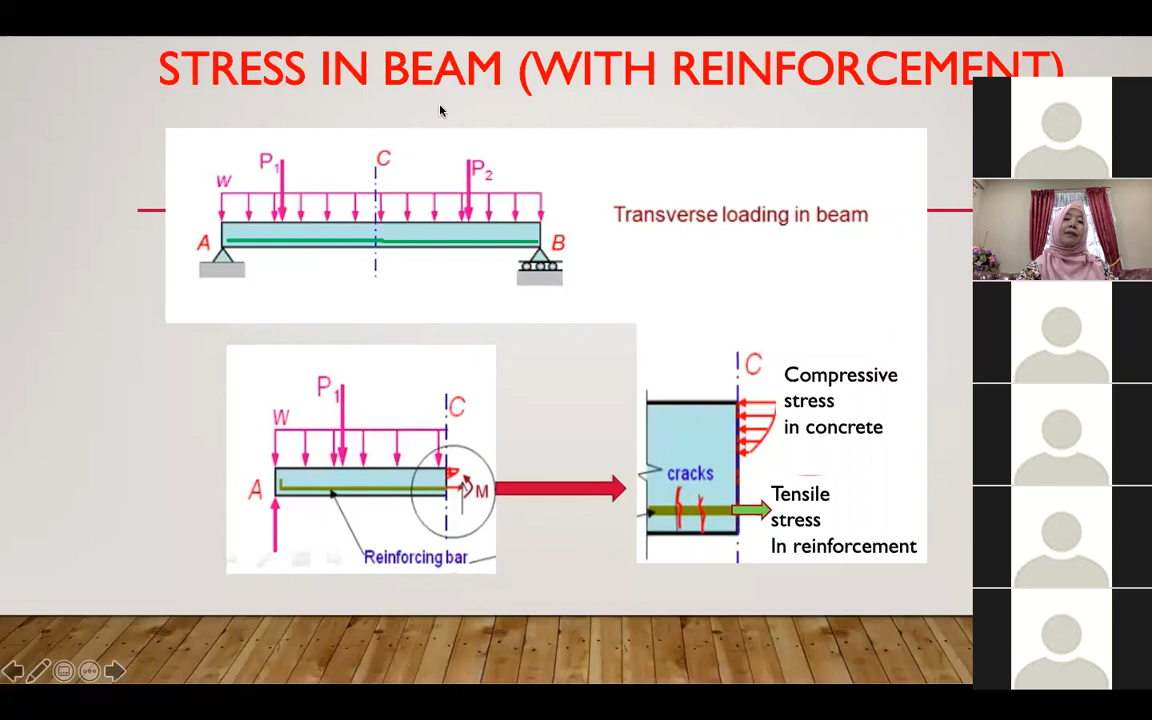 STRESS IN BEAM (WITH REINFORCEMENT)
P1
C
P2
W
A
B
Transverse loading in beam
P1
C
W
A
M
Reinforcing bar
C
Compressive
stress
in concrete
cracks
Tensile
stress
In reinforcement